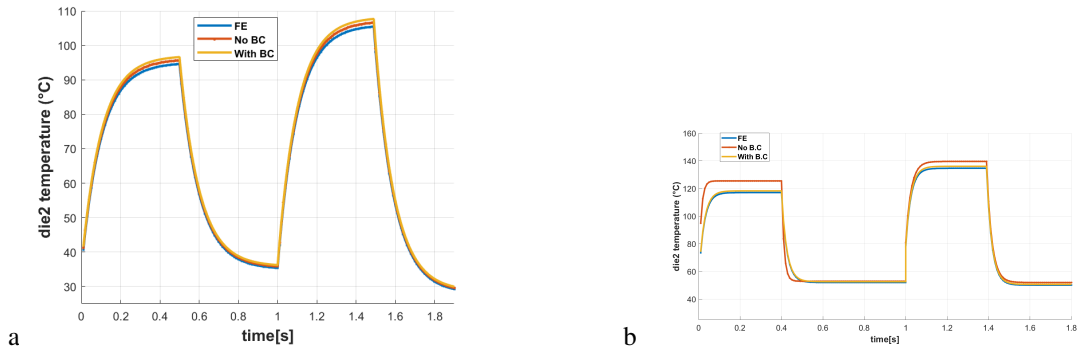 110
100
90
80
70
60
50
40
30
die2 temperature (°C)
FE
No BC
With BC
0 0.2 0.4 0.6 0.8 1 1.2 1.4 1.6 1.8
time[s]
a
160
140
120
100
80
60
40
die2 temperature (°C)
FE
No B.C
With B.C
0 0.2 0.4 0.6 0.8 1 1.2 1.4 1.6 1.8
time[s]
b